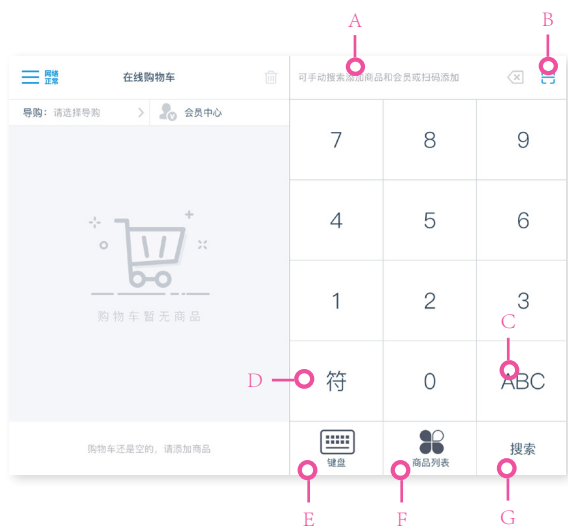 A
B
网络
正常
在线购物车
可手动搜索添加商品和会员或扫码添加
导购：请选择导购
会员中心
7
8
9
4
5
6
购物车暂无商品
1
2
3
C
D
符
0
ABC
购物车还是空的，请添加商品
键盘
商品列表
搜索
E
F
G